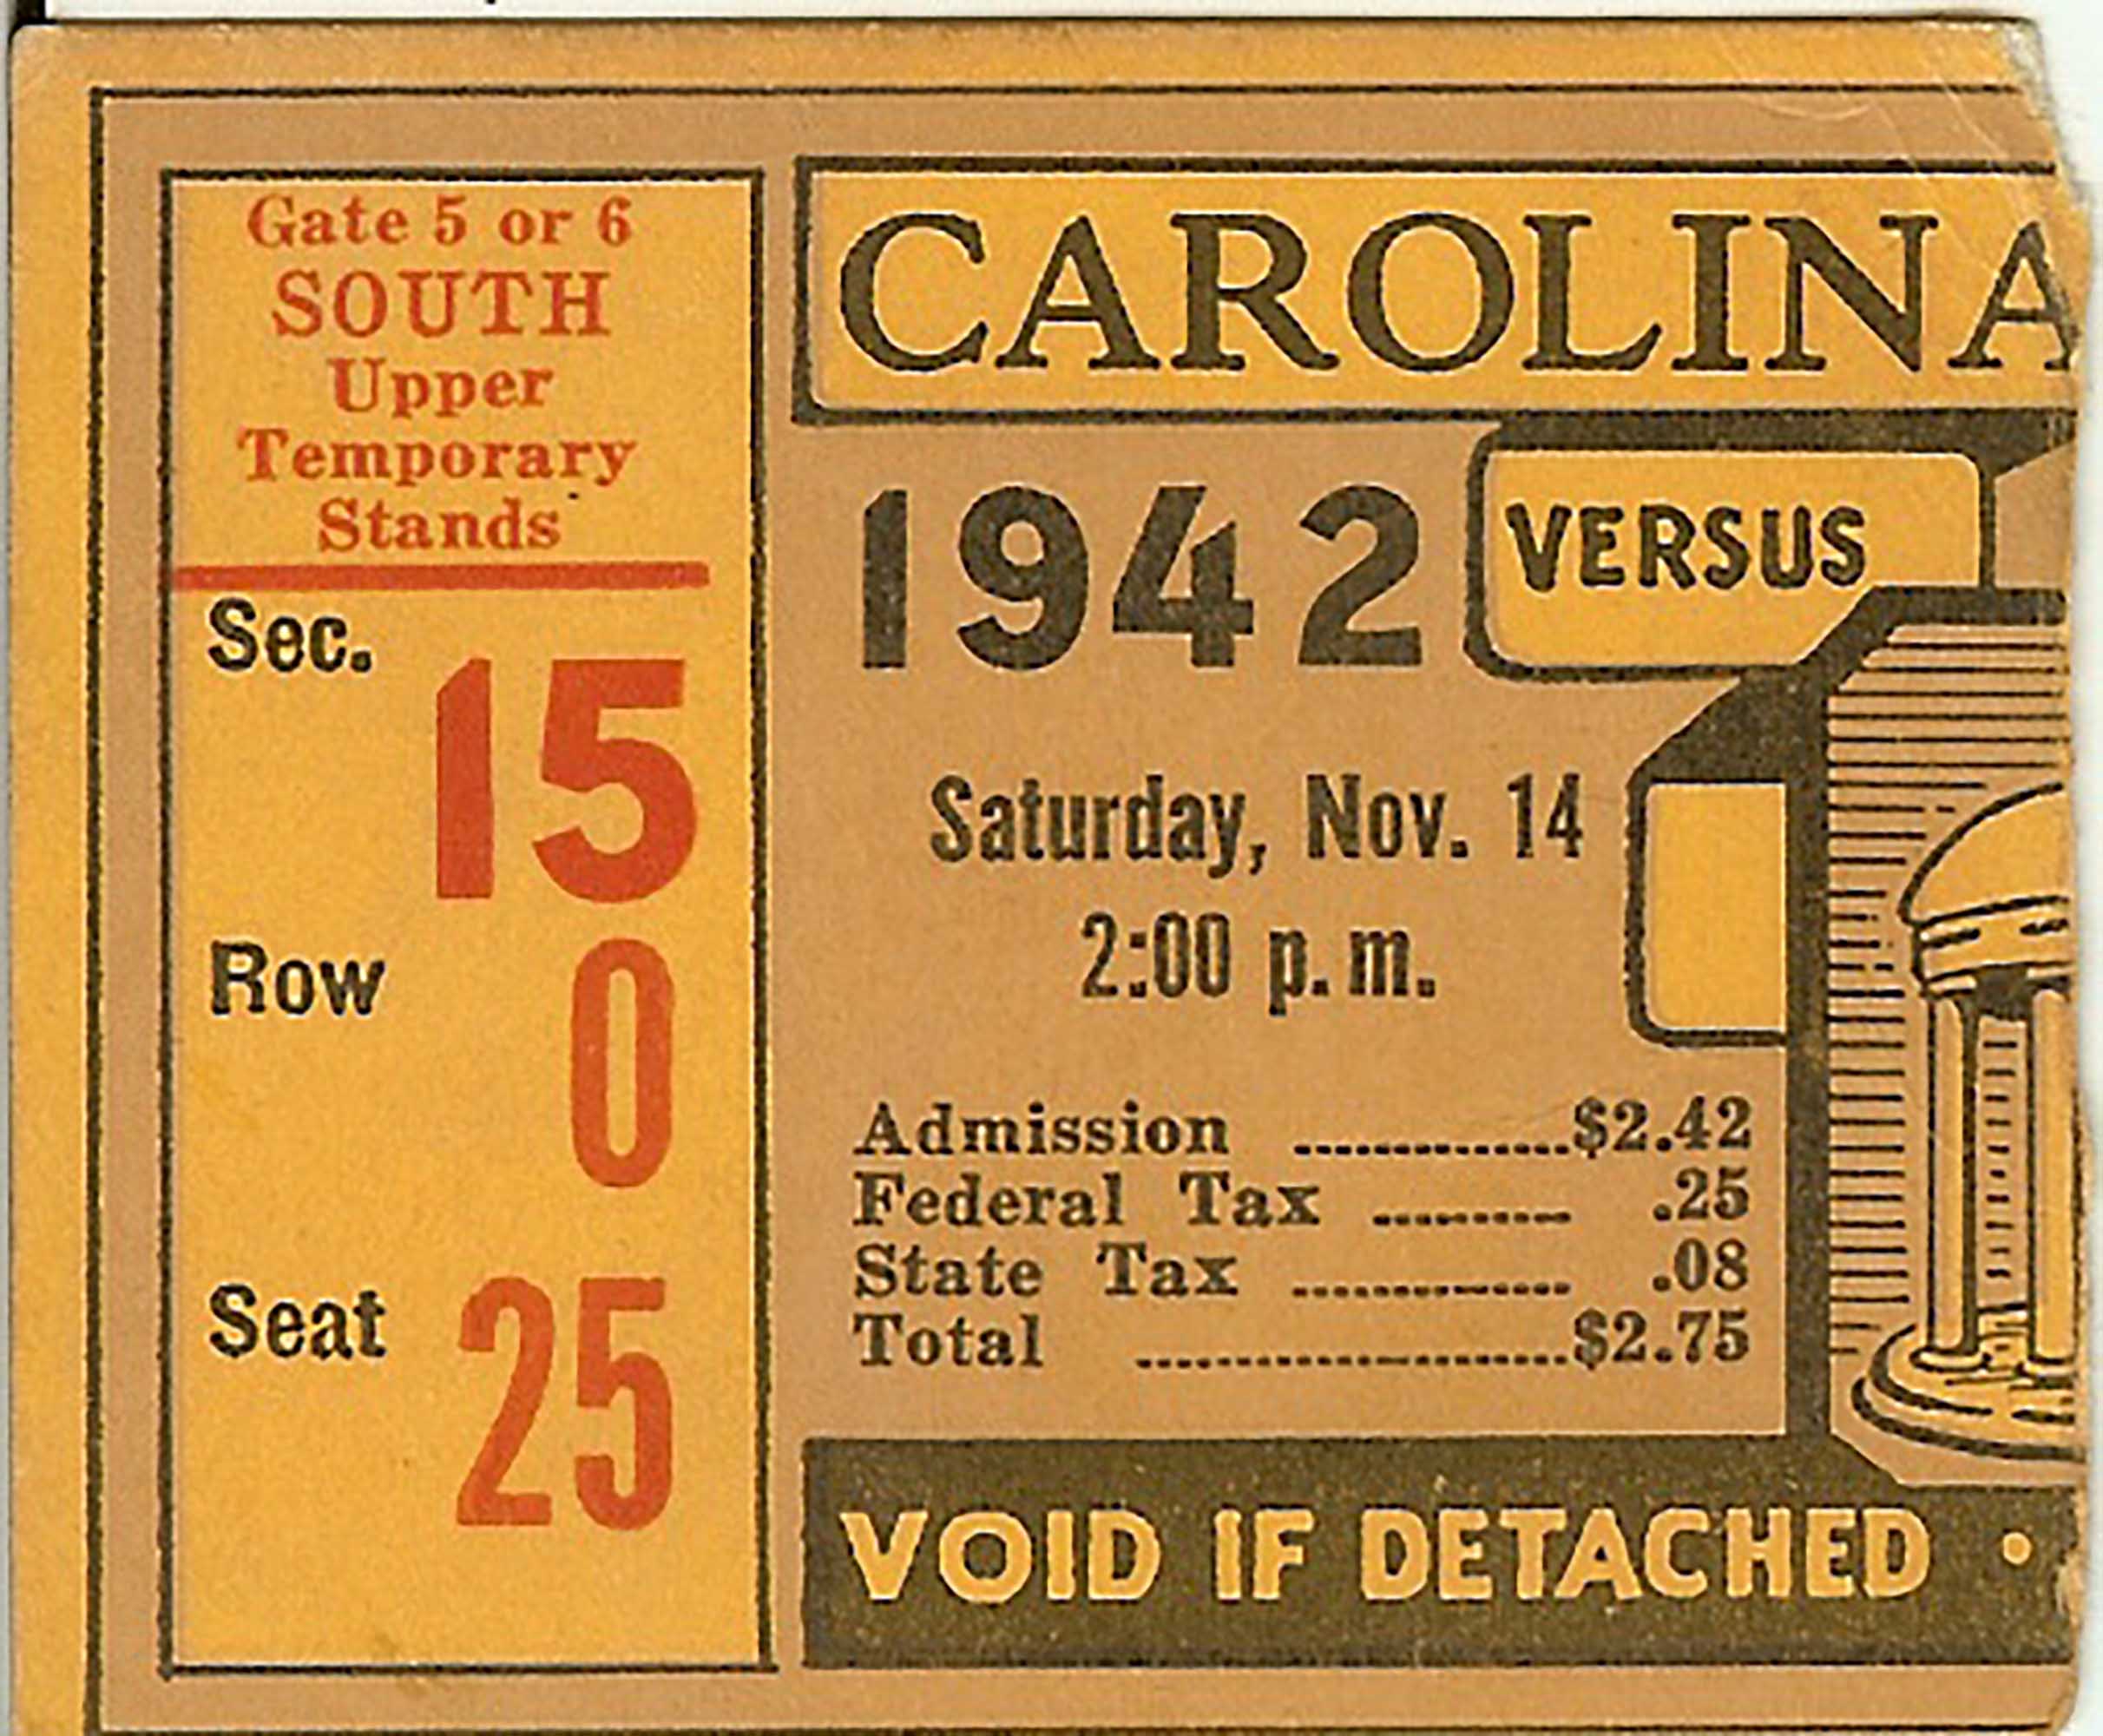 Gate 5 or 6
SOUTH
Upper
Temporary
Stands
Sec.
15
Row
0
Seat
25
CAROLINA
1942
VERSUS
Saturday, Nov. 14
2:00 p.m.
Admission ..............$2.42
Federal Tax .......... .25
State Tax .............. .08
Total ......................$2.75
VOID IF DETACHED •